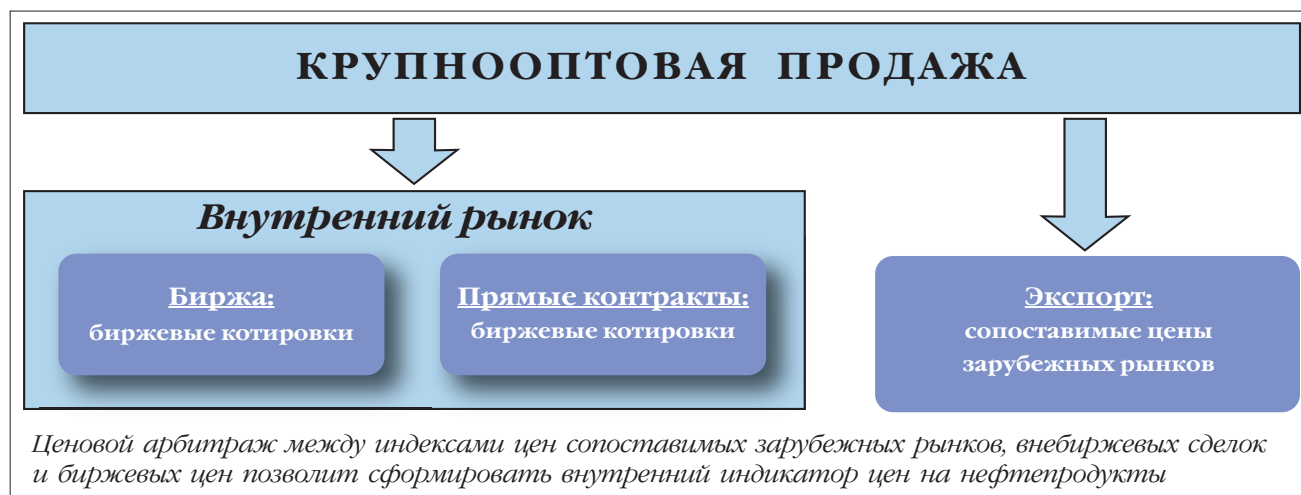 КРУПНООПТОВАЯ ПРОДАЖА
Внутренний рынок
Биржа:
биржевые котировки
Прямые контракты:
биржевые котировки
Экспорт:
сопоставимые цены
зарубежных рынков
Ценовой арбитраж между индексами цен сопоставимых зарубежных рынков, внебиржевых сделок
и биржевых цен позволит сформировать внутренний индикатор цен на нефтепродукты